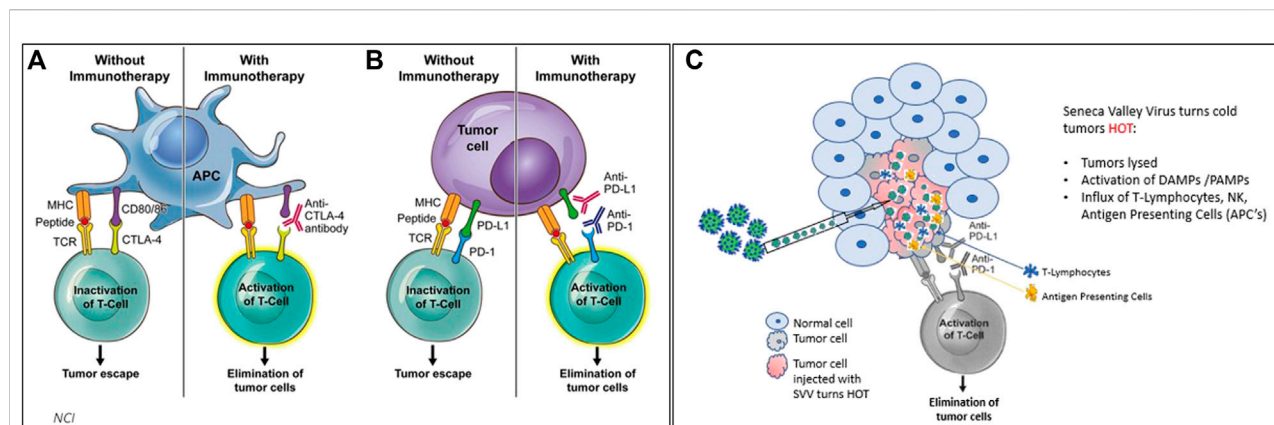 A
Without
Immunotherapy
With
Immunotherapy
APC
MHC
Peptide
TCR
CD80/86
CTLA-4
Anti-
CTLA-4
antibody
Inactivation
of T-Cell
Activation
of T-Cell
Tumor escape
Elimination of
tumor cells
NCI
B
Without
Immunotherapy
With
Immunotherapy
Tumor
cell
MHC
Peptide
TCR
PD-L1
PD-1
Anti-
PD-L1
Anti-
PD-1
Inactivation
of T-Cell
Activation
of T-Cell
Tumor escape
Elimination of
tumor cells
C
Seneca Valley Virus turns cold
tumors HOT:
• Tumors lysed
• Activation of DAMPs /PAMPs
• Influx of T-Lymphocytes, NK,
Antigen Presenting Cells (APC's)
Anti-
PD-L1
Anti-
PD-1
T-Lymphocytes
Antigen Presenting Cells
Normal cell
Tumor cell
Tumor cell
injected with
SVV turns HOT
Activation
of T-Cell
Elimination of
tumor cells